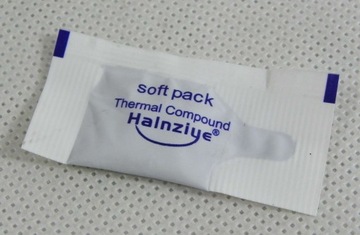 soft pack
Thermal Compound
Halnziye®